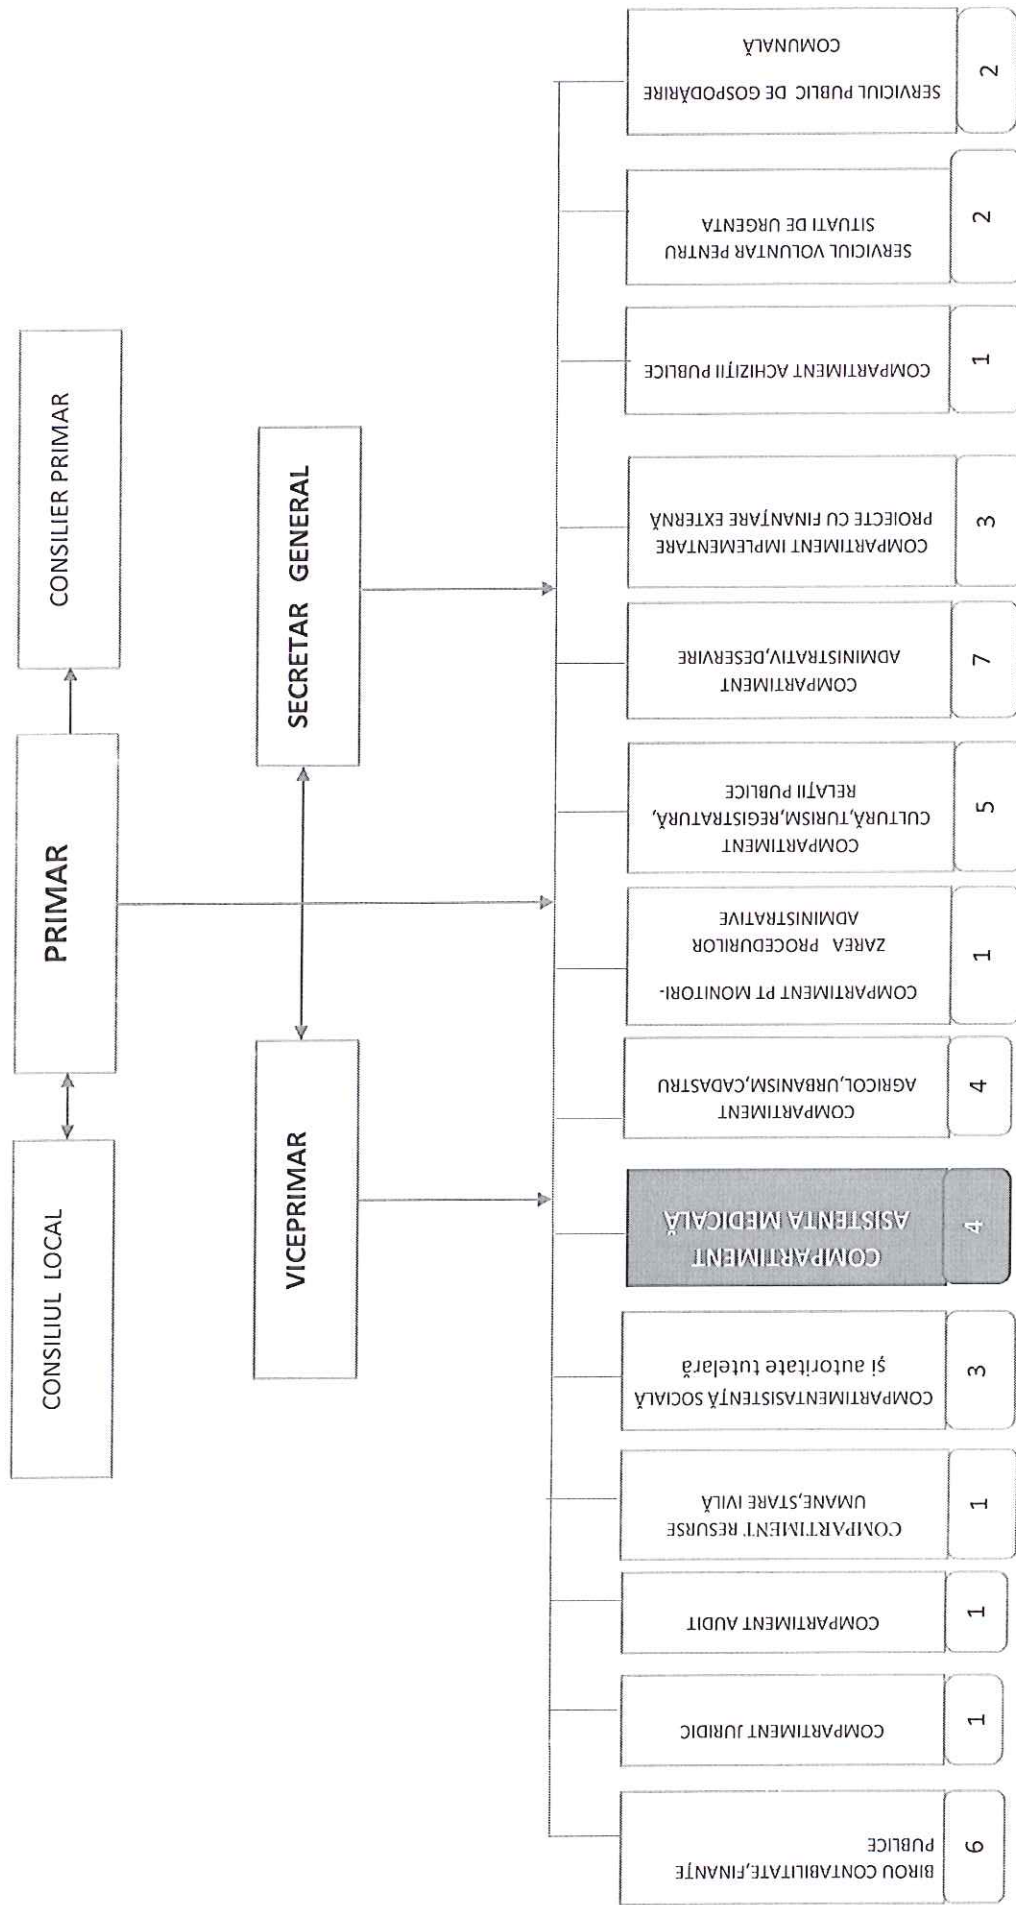 CONSILIUL LOCAL
PRIMAR
CONSILIER PRIMAR
VICEPRIMAR
SECRETAR GENERAL
BIROU CONTABILITATE,FINANȚE
PUBLICE
6
COMPARTIMENT JURIDIC
1
COMPARTIMENT AUDIT
1
COMPARTIMENT RESURSE
UMANE,STARE IVILĂ
1
COMPARTIMENTASISTENȚĂ SOCIALĂ
și autoritate tutelară
3
COMPARTIMENT
ASISTENTA MEDICALĂ
4
COMPARTIMENT
AGRICOL,URBANISM,CADASTRU
4
COMPARTIMENT PT MONITORI-
ZAREA PROCEDURILOR
ADMINISTRATIVE
1
COMPARTIMENT
CULTURĂ,TURISM,REGISTRATURĂ,
RELAȚII PUBLICE
5
COMPARTIMENT
ADMINISTRATIV,DESERVIRE
7
COMPARTIMENT IMPLEMENTARE
PROIECTE CU FINANȚARE EXTERNĂ
3
COMPARTIMENT ACHIZIȚII PUBLICE
1
SERVICIUL VOLUNTAR PENTRU
SITUATI DE URGENTA
2
SERVICIUL PUBLIC DE GOSPODĂRIRE
COMUNALĂ
2